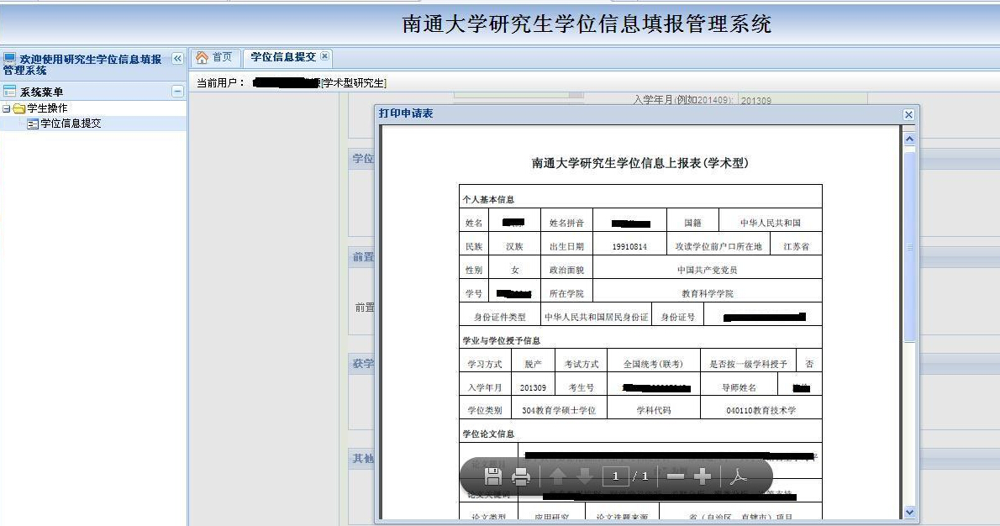 南通大学研究生学位信息填报管理系统
欢迎使用研究生学位信息填报
管理系统
系统菜单
学生操作
学位信息提交
首页
学位信息提交
当前用户：
[学术型研究生]
入学年月(例如201409): 201309
学位
前置
前置
获学
其他
打印申请表
南通大学研究生学位信息上报表(学术型)
个人基本信息
姓名 姓名拼音 国籍 中华人民共和国
民族 汉族 出生日期 19910814 攻读学位前户口所在地 江苏省
性别 女 政治面貌 中国共产党党员
学号 所在学院 教育科学学院
身份证件类型 中华人民共和国居民身份证 身份证号
学业与学位授予信息
学习方式 脱产 考试方式 全国统考(联考) 是否按一级学科授予 否
入学年月 201309 考生号 导师姓名
学位类别 304教育学硕士学位 学科代码 040110教育技术学
学位论文信息
论文题目
1 / 1
论文关键词
论文类型 应用研究 论文选题来源 省（自治区、直辖市）项目